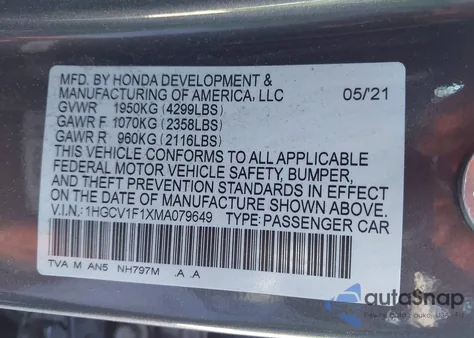 MFD. BY HONDA DEVELOPMENT &
MANUFACTURING OF AMERICA, LLC 05/'21
GVWR 1950KG (4299LBS)
GAWR F 1070KG (2358LBS)
GAWR R 960KG (2116LBS)
THIS VEHICLE CONFORMS TO ALL APPLICABLE
FEDERAL MOTOR VEHICLE SAFETY, BUMPER,
AND THEFT PREVENTION STANDARDS IN EFFECT
ON THE DATE OF MANUFACTURE SHOWN ABOVE.
V.I.N.: 1HGCV1F1XMA079649 TYPE: PASSENGER CAR
TVA M AN5 NH797M .A .A
autoSnap